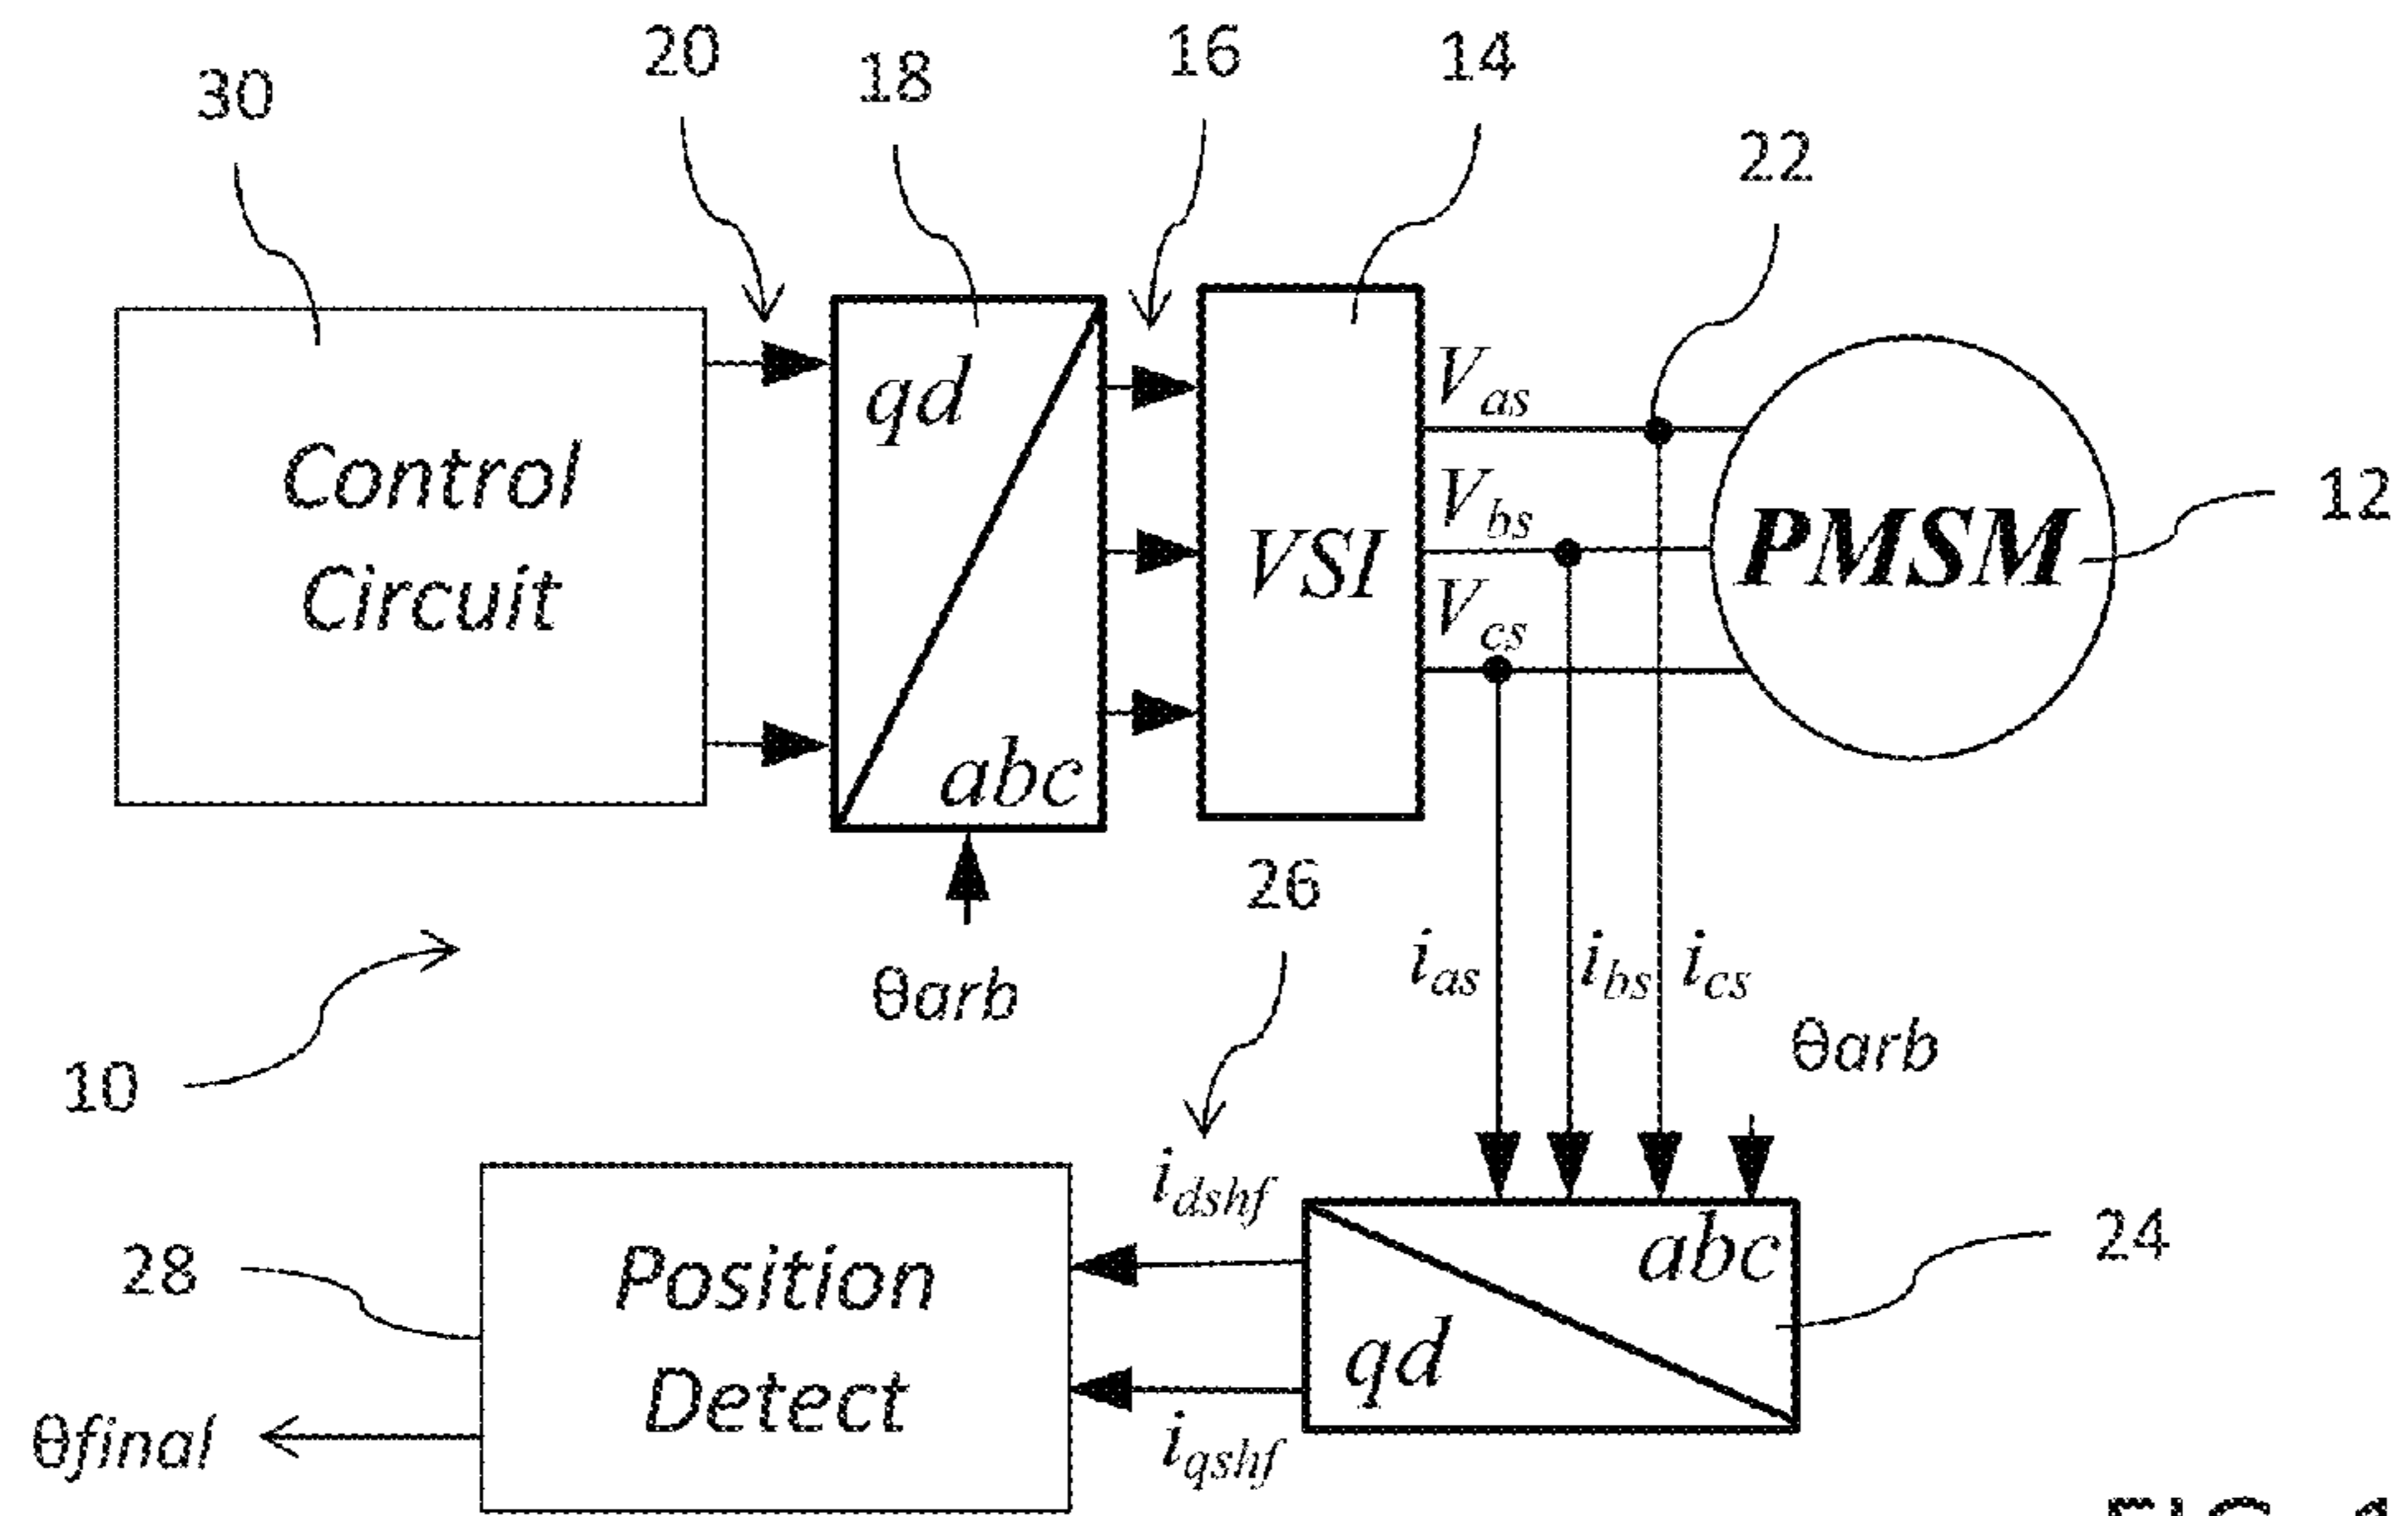 20
16
14
18
30
22
qd
V_as
Control
Circuit
V_bs
12
PMSM
VSI
V_cs
abc
26
θarb
i_as
i_bs
i_cs
θarb
10
i_dshf
abc
24
28
Position
Detect
qd
θfinal
i_qshf